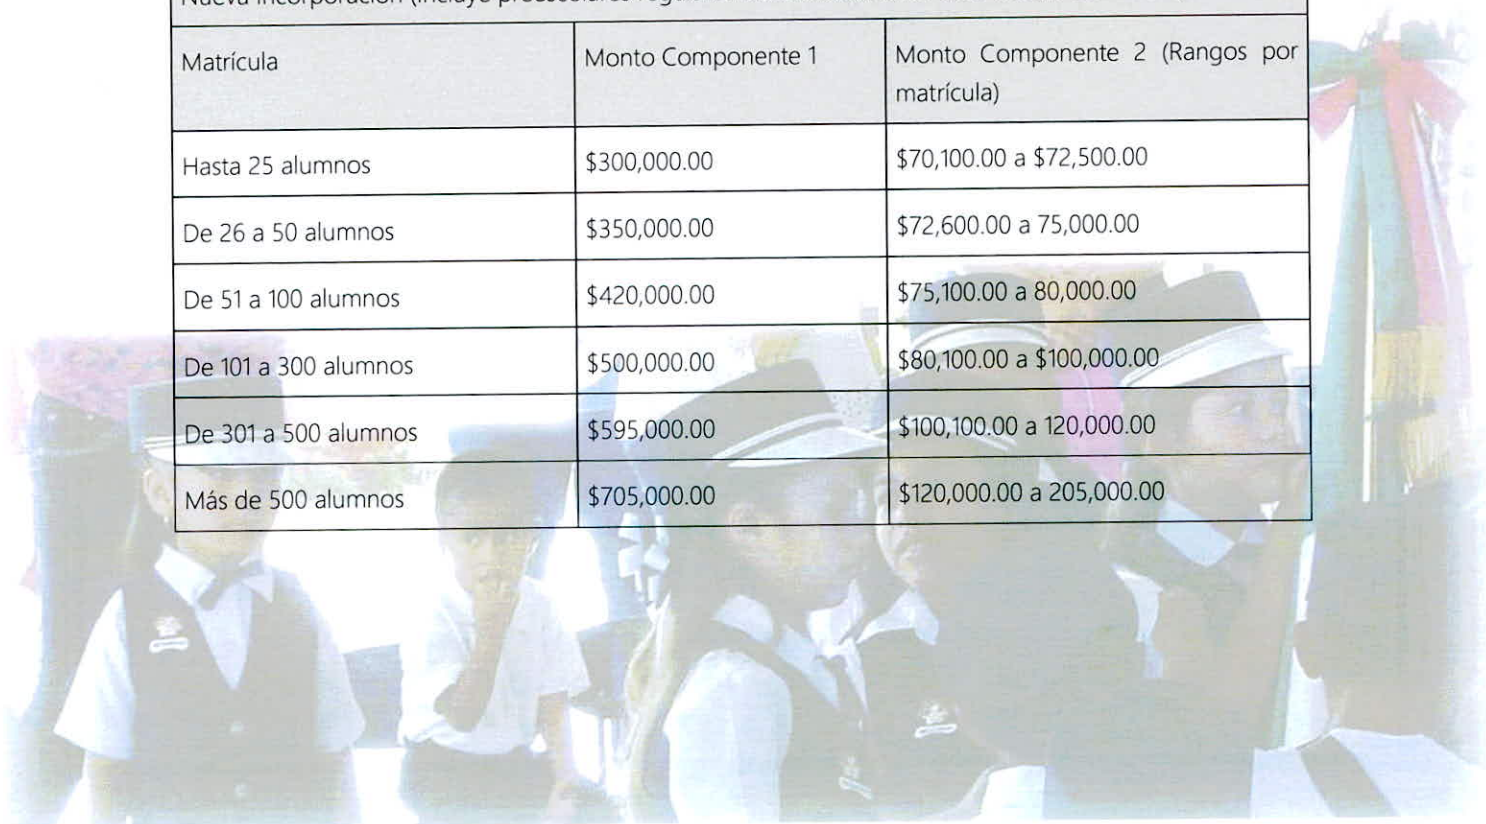 Matrícula
Monto Componente 1
Monto Componente 2 (Rangos por
matrícula)
Hasta 25 alumnos
$300,000.00
$70,100.00 a $72,500.00
De 26 a 50 alumnos
$350,000.00
$72,600.00 a 75,000.00
De 51 a 100 alumnos
$420,000.00
$75,100.00 a 80,000.00
De 101 a 300 alumnos
$500,000.00
$80,100.00 a $100,000.00
De 301 a 500 alumnos
$595,000.00
$100,100.00 a 120,000.00
Más de 500 alumnos
$705,000.00
$120,000.00 a 205,000.00